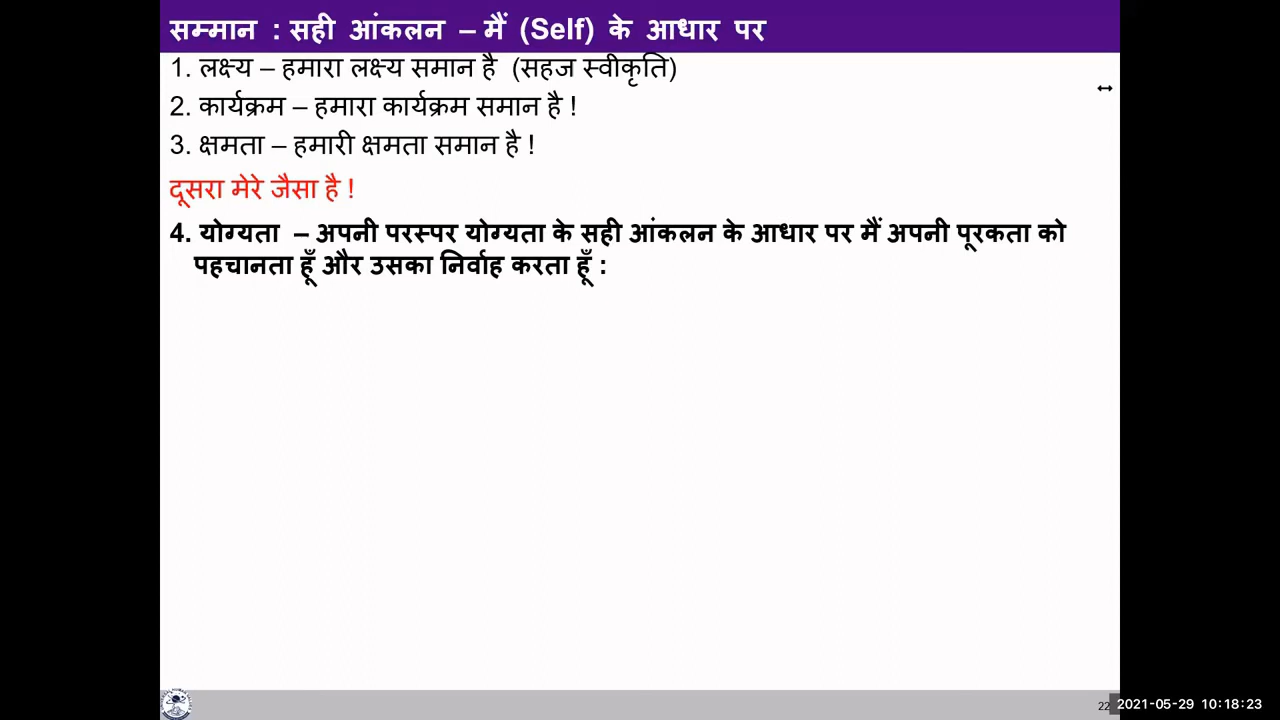 सम्मान : सही आंकलन – मैं (Self) के आधार पर
1. लक्ष्य – हमारा लक्ष्य समान है (सहज स्वीकृति)
2. कार्यक्रम – हमारा कार्यक्रम समान है !
3. क्षमता – हमारी क्षमता समान है !
दूसरा मेरे जैसा है !
4. योग्यता – अपनी परस्पर योग्यता के सही आंकलन के आधार पर मैं अपनी पूरकता को
पहचानता हूँ और उसका निर्वाह करता हूँ :
22
2021-05-29 10:18:23